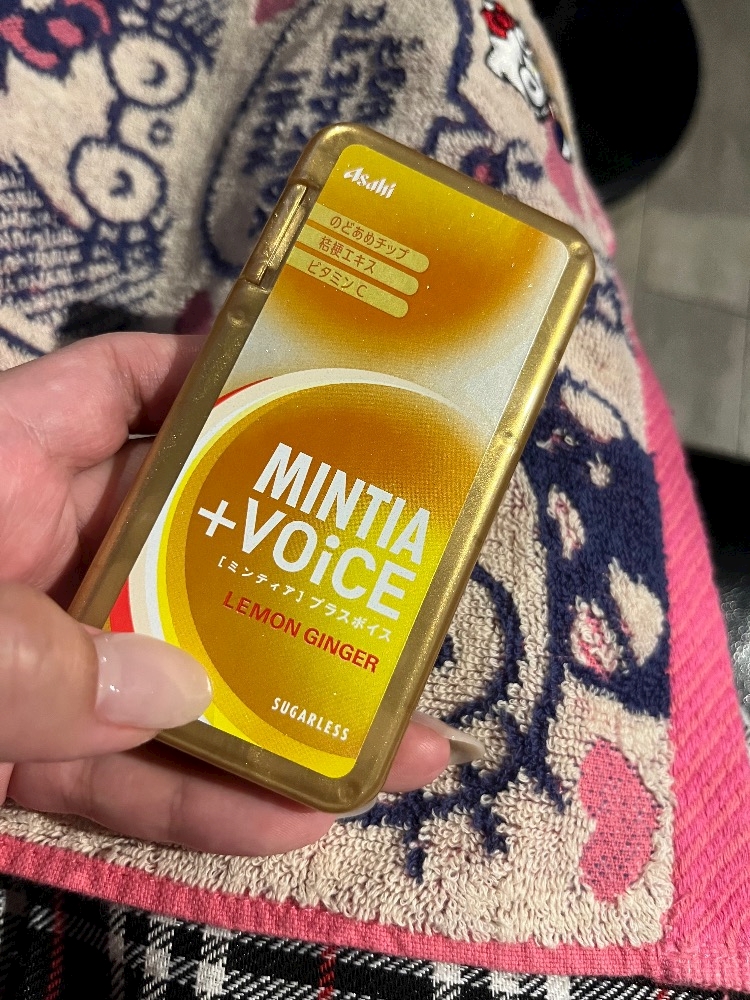 Asahi
のどあめチップ
桔梗エキス
ビタミンC
MINTIA
+VOiCE
[ミンティア] プラスボイス
LEMON GINGER
SUGARLESS